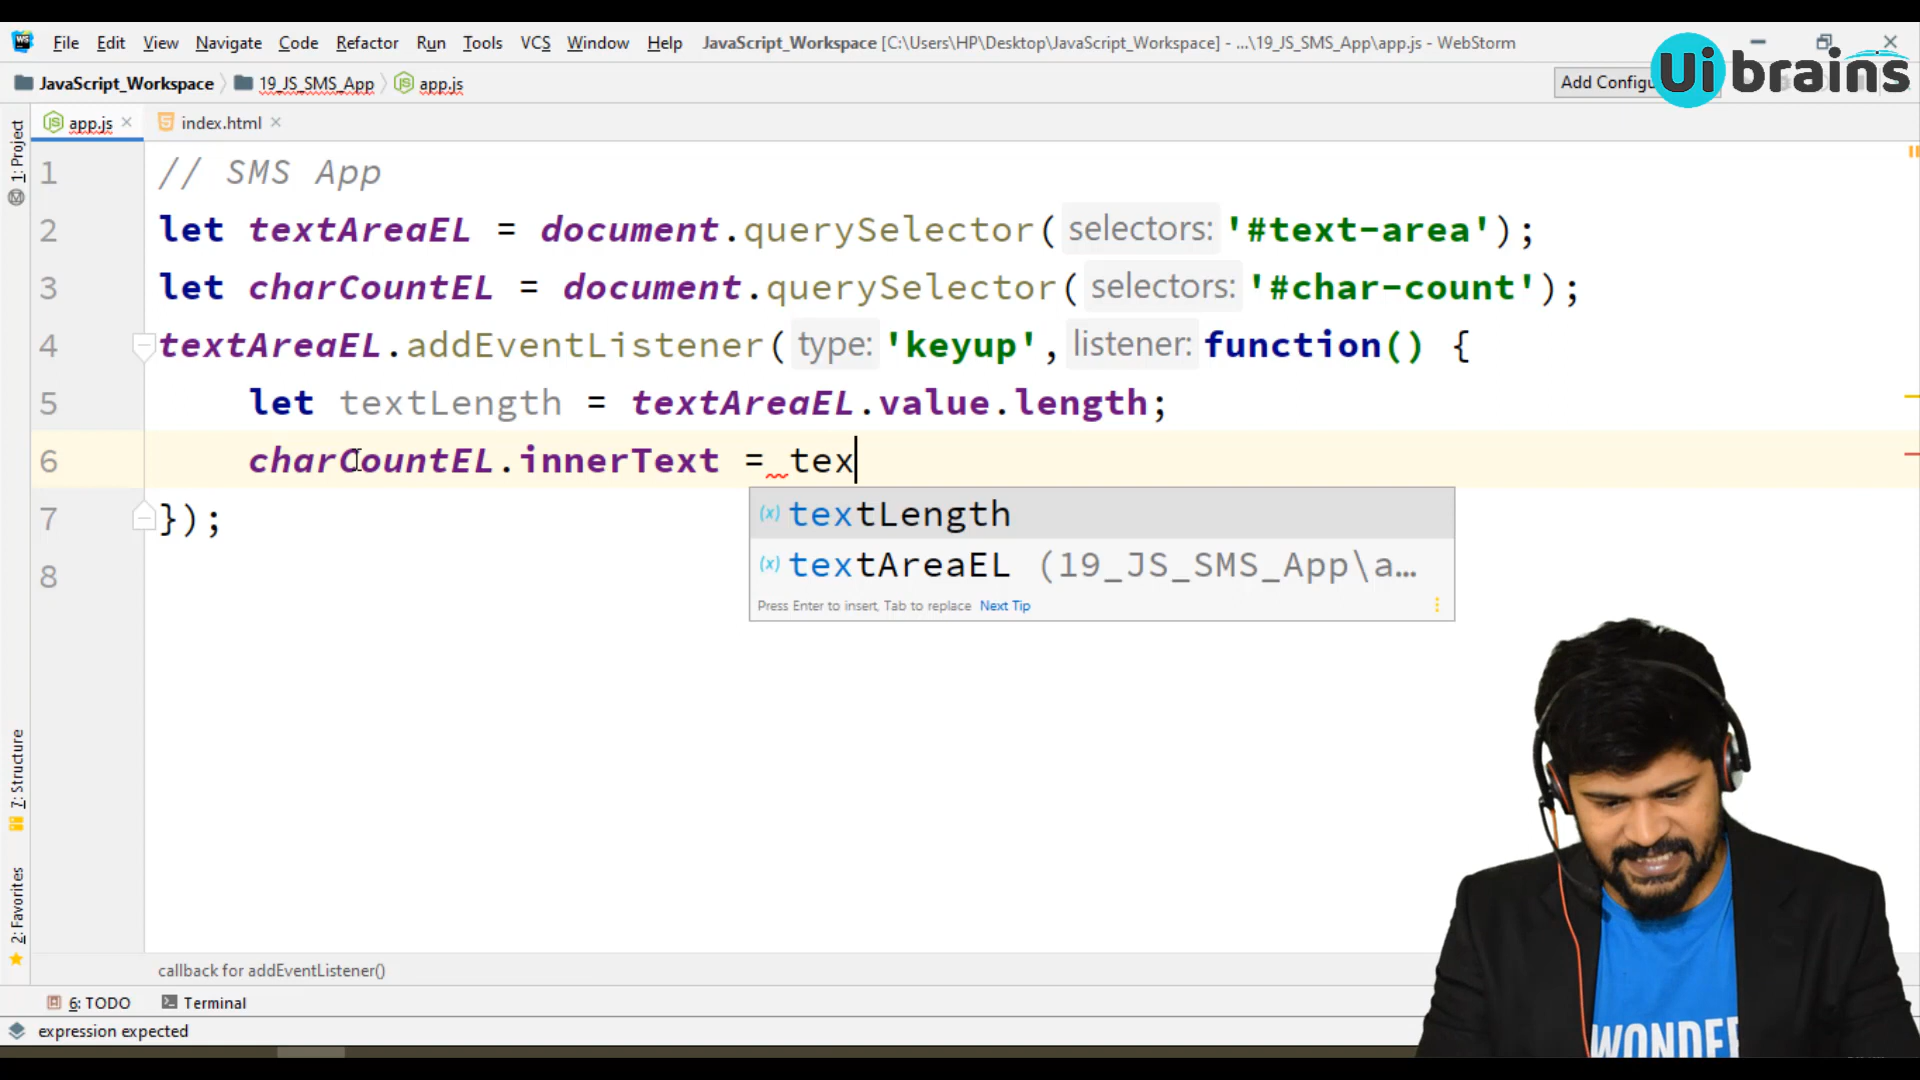 File Edit View Navigate Code Refactor Run Tools VCS Window Help JavaScript_Workspace [C:\Users\HP\Desktop\JavaScript_Workspace] - ...\19_JS_SMS_App\app.js - WebStorm
Ui brains
JavaScript_Workspace 19_JS_SMS_App app.js Add Configu
app.js index.html
1: Project
1 // SMS App
2 let textAreaEL = document.querySelector( selectors: '#text-area');
3 let charCountEL = document.querySelector( selectors: '#char-count');
4 textAreaEL.addEventListener( type: 'keyup', listener: function() {
5 let textLength = textAreaEL.value.length;
6 charCountEL.innerText = tex
textLength
7 });
textAreaEL (19_JS_SMS_App\a...
8
Press Enter to insert, Tab to replace Next Tip
7: Structure
2: Favorites
WONDER
callback for addEventListener()
6: TODO Terminal
expression expected